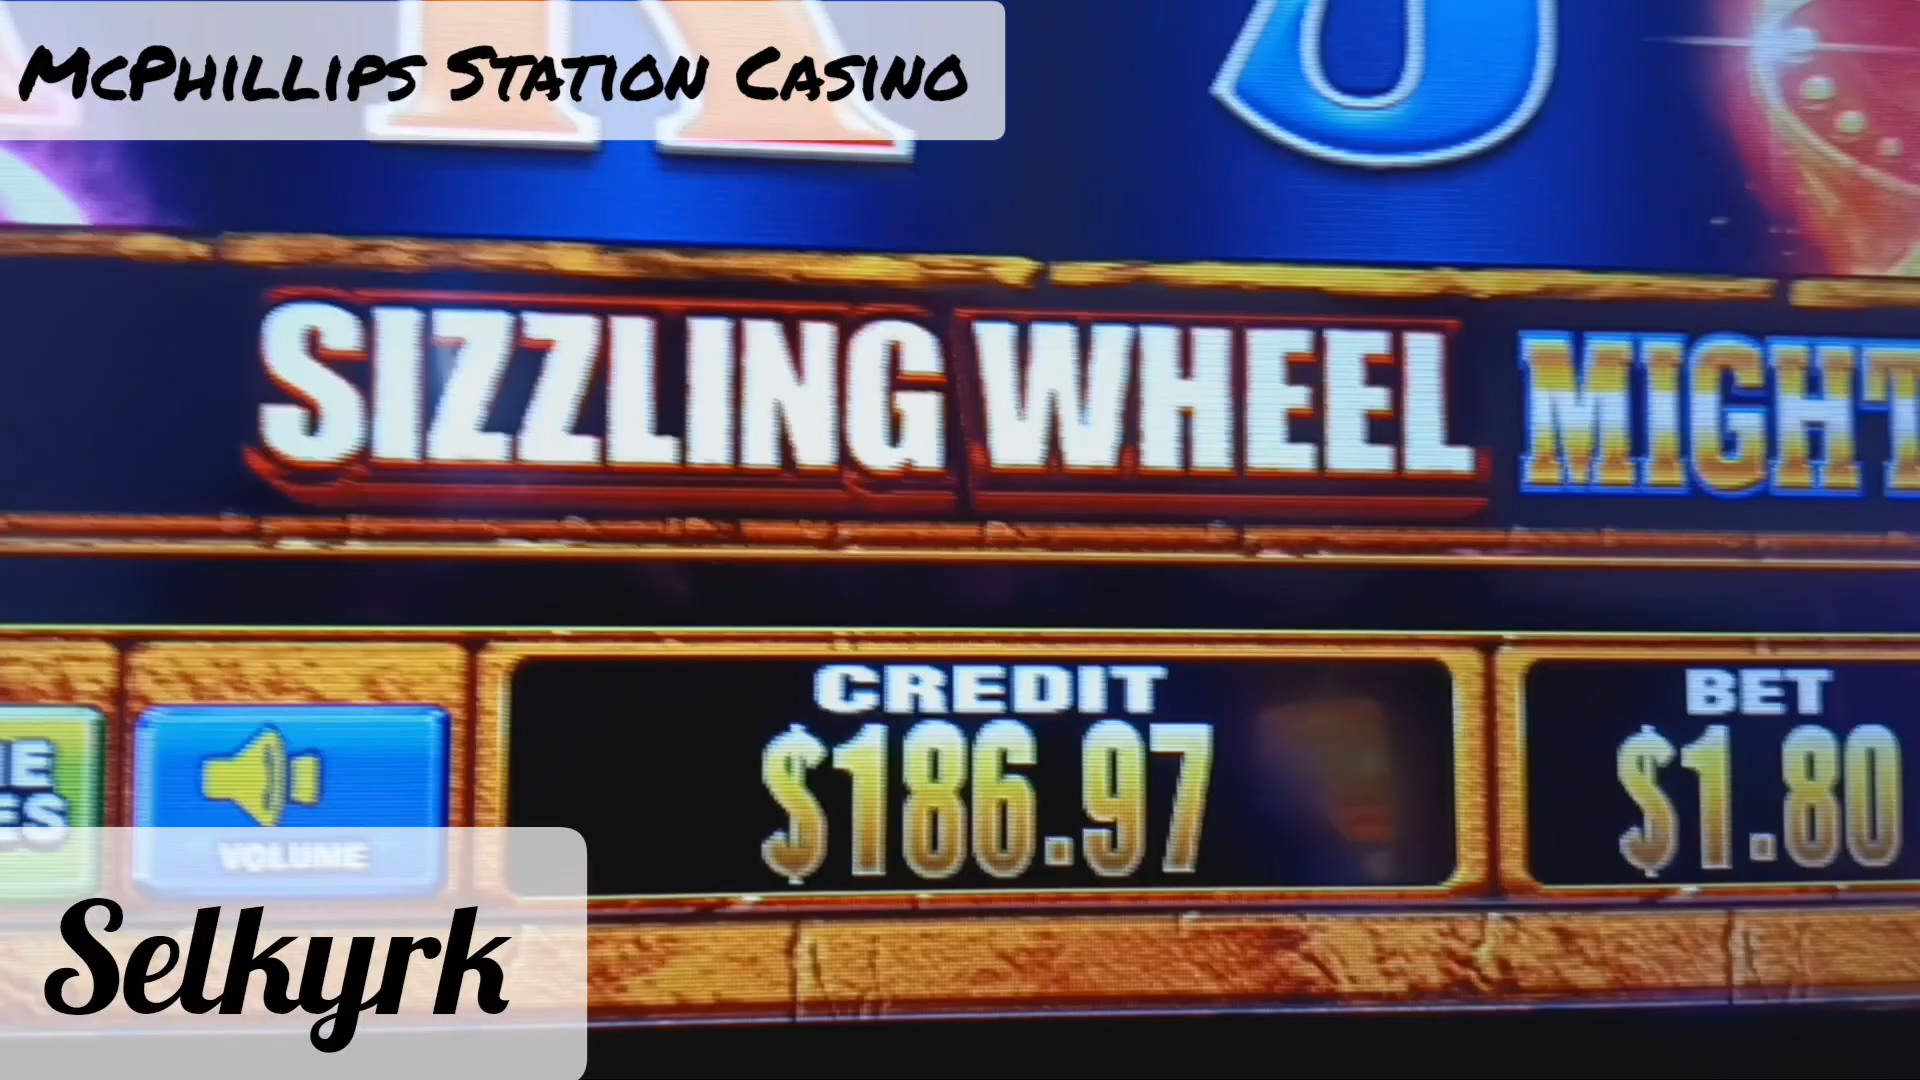 McPhillips Station Casino
SIZZLING WHEEL
CREDIT
BET
$186.97
$1.80
VOLUME
Selkyrk